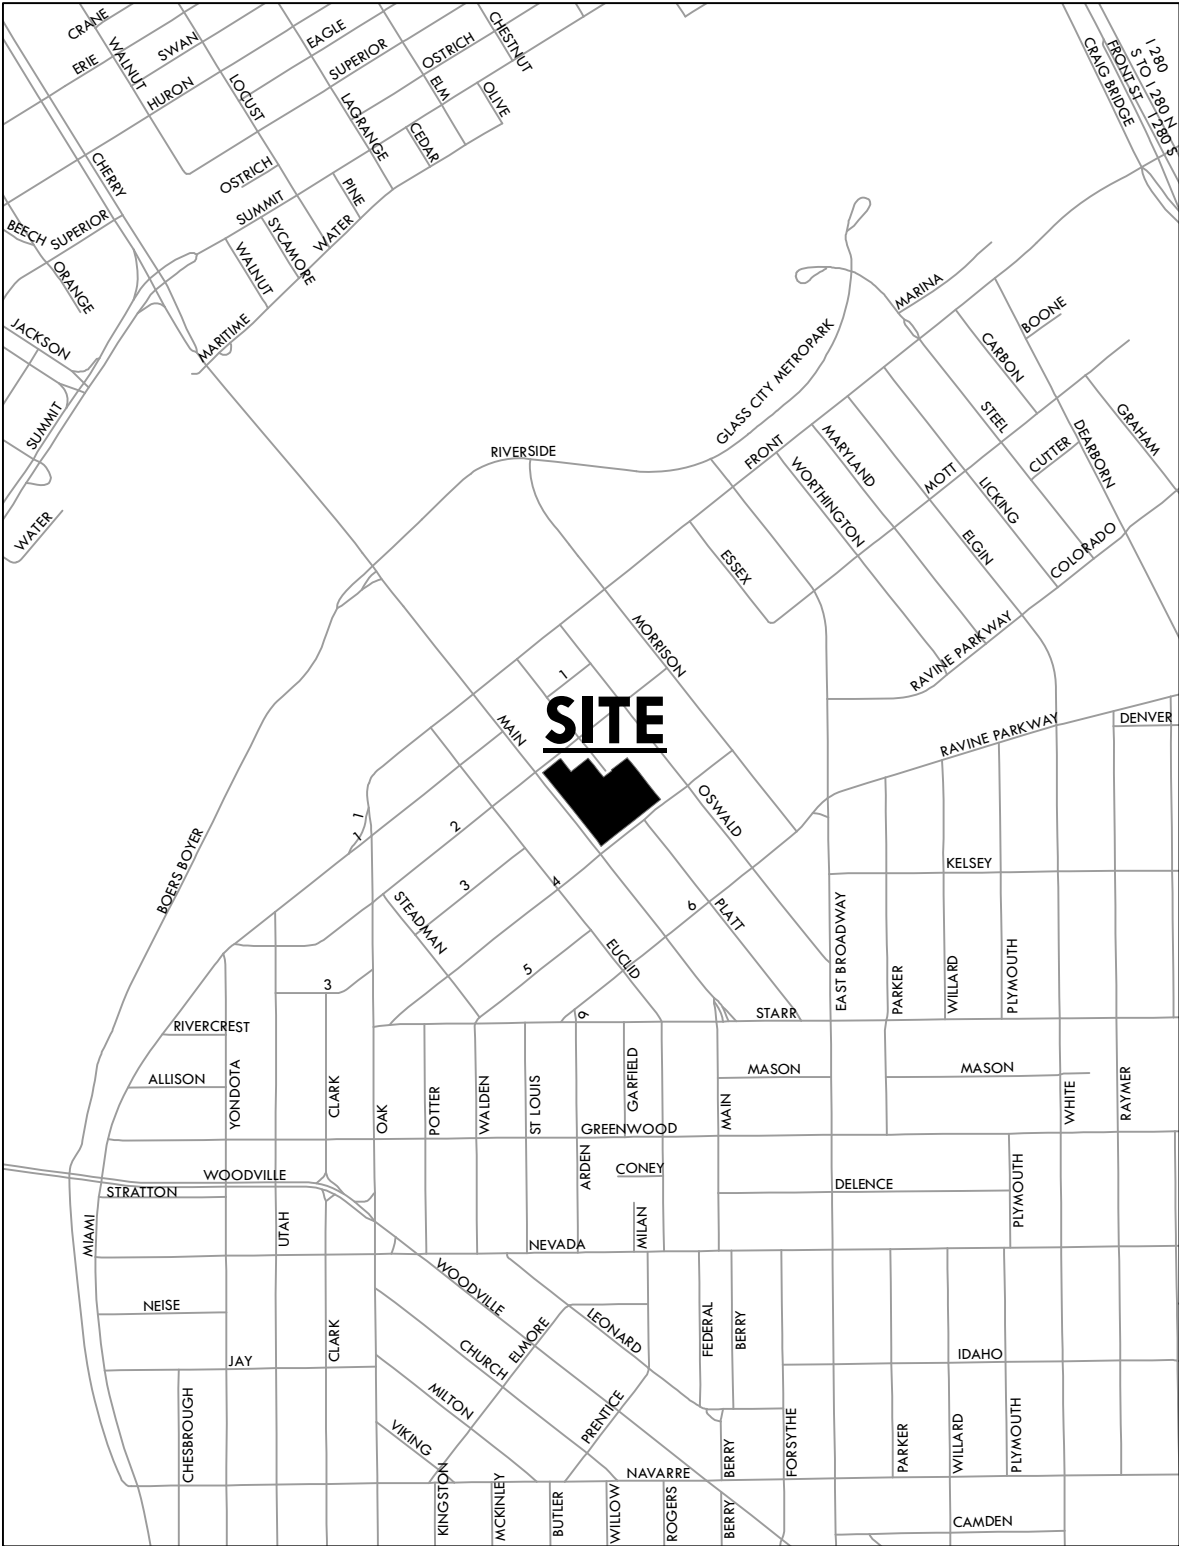 CRANE
ERIE
WALNUT
SWAN
HURON
EAGLE
LOCUST
SUPERIOR
OSTRICH
CHESTNUT
ELM
OLIVE
LAGRANGE
CEDAR
CHERRY
OSTRICH
PINE
SUMMIT
SYCAMORE
WATER
WALNUT
BEECH
SUPERIOR
ORANGE
JACKSON
MARITIME
SUMMIT
WATER
I 280
S TO I 280 N
FRONT ST
I 280 S
CRAIG BRIDGE
MARINA
BOONE
CARBON
GLASS CITY METROPARK
STEEL
GRAHAM
DEARBORN
CUTTER
RIVERSIDE
FRONT
MARYLAND
WORTHINGTON
MOTT
LICKING
ELGIN
COLORADO
ESSEX
RAVINE PARKWAY
MORRISON
1
SITE
MAIN
RAVINE PARKWAY
DENVER
OSWALD
1
1
2
BOERS BOYER
KELSEY
3
4
STEADMAN
6
PLATT
EUCLID
5
EAST BROADWAY
PARKER
WILLARD
PLYMOUTH
3
6
STARR
RIVERCREST
ALLISON
YONDOTA
CLARK
OAK
POTTER
WALDEN
ST LOUIS
GARFIELD
MAIN
MASON
MASON
WHITE
RAYMER
GREENWOOD
ARDEN
CONEY
WOODVILLE
STRATTON
DELENCE
PLYMOUTH
MIAMI
UTAH
MILAN
NEVADA
WOODVILLE
NEISE
ELMORE
LEONARD
FEDERAL
BERRY
CLARK
JAY
CHURCH
IDAHO
MILTON
CHESBROUGH
VIKING
PRENTICE
FORSYTHE
BERRY
PARKER
WILLARD
PLYMOUTH
NAVARRE
KINGSTON
MCKINLEY
BUTLER
WILLOW
ROGERS
BERRY
CAMDEN